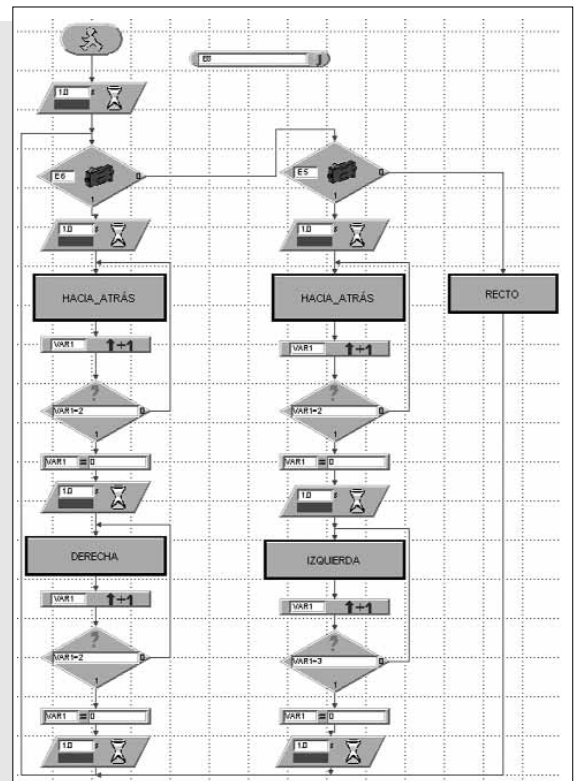 E6
1.0 s
E6 0
1
1.0 s
HACIA_ATRÁS
VAR1 +1
?
VAR1=2 0
1
VAR1 = 0
1.0 s
DERECHA
VAR1 +1
?
VAR1=2 0
1
VAR1 = 0
1.0 s
E5 0
1
1.0 s
HACIA_ATRÁS
VAR1 +1
?
VAR1=2 0
1
VAR1 = 0
1.0 s
IZQUIERDA
VAR1 +1
?
VAR1=3 0
1
VAR1 = 0
1.0 s
RECTO